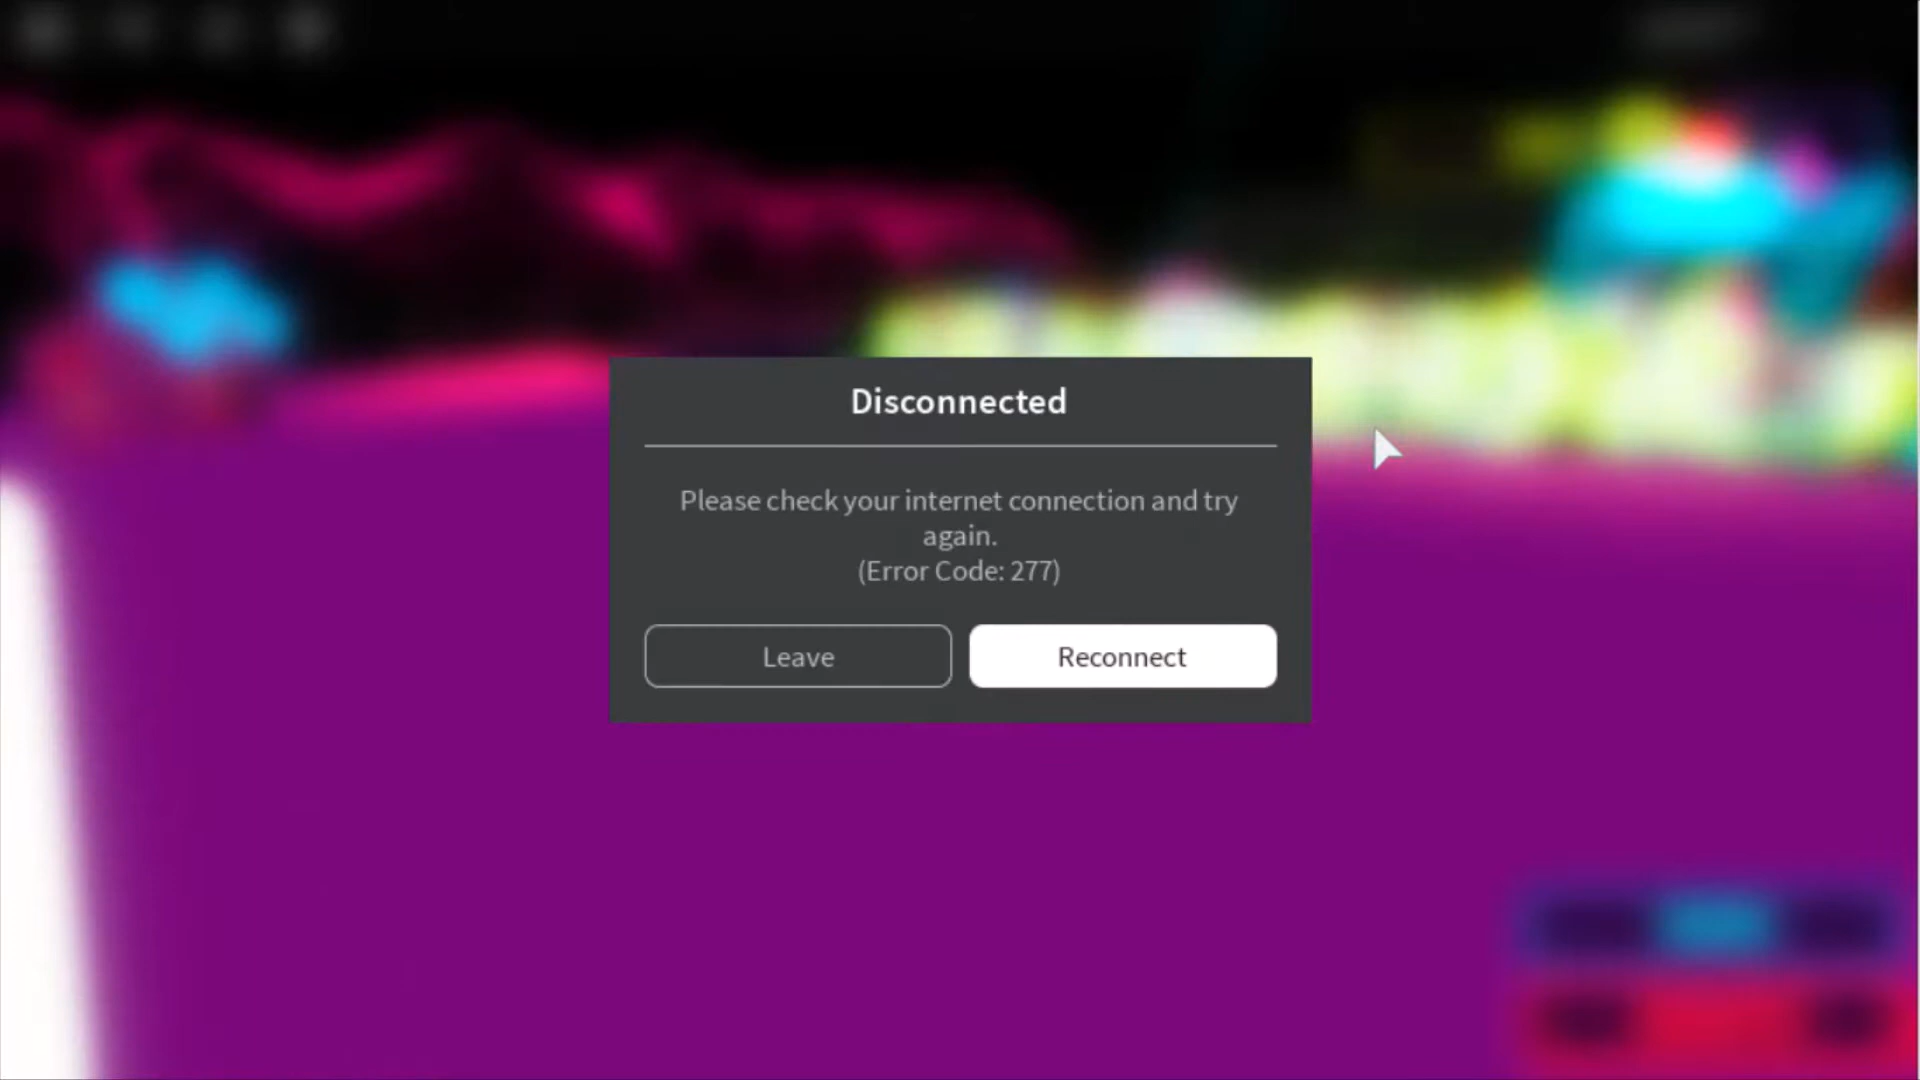 Disconnected
Please check your internet connection and try
again.
(Error Code: 277)
Leave
Reconnect